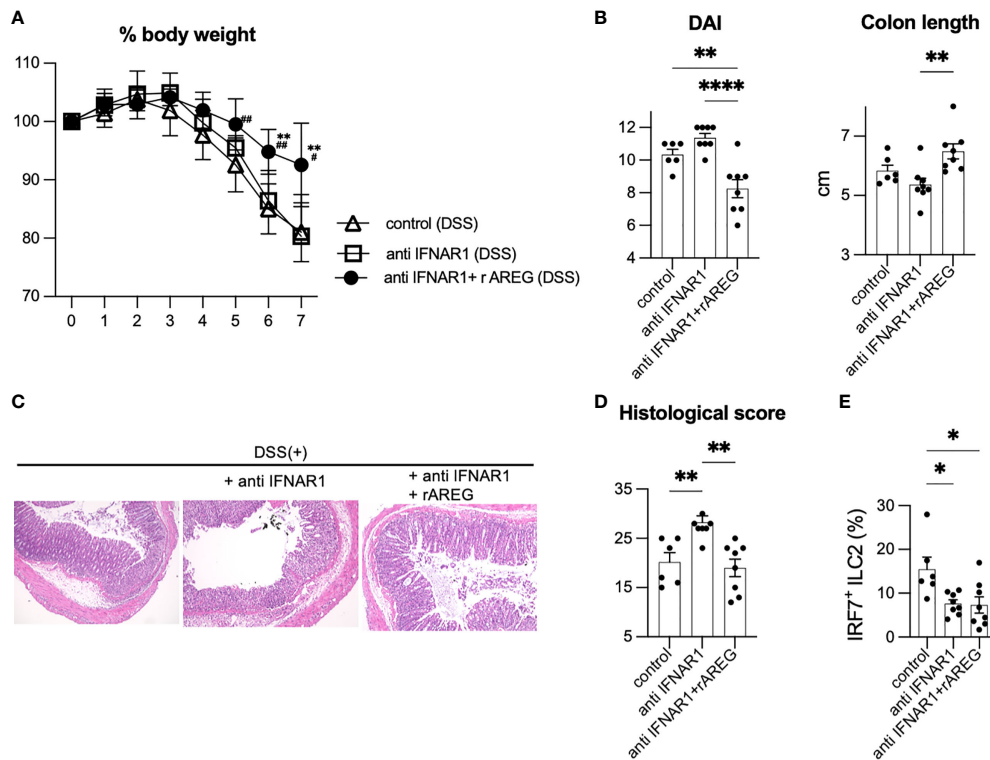 A
% body weight
110
100
90
80
70
0 1 2 3 4 5 6 7
##
**
##
**
#
control (DSS)
anti IFNAR1 (DSS)
anti IFNAR1+ r AREG (DSS)
B
DAI
**
****
12
10
8
6
4
control
anti IFNAR1
anti IFNAR1+rAREG
Colon length
**
cm
7
5
3
control
anti IFNAR1
anti IFNAR1+rAREG
C
DSS(+)
+ anti IFNAR1
+ anti IFNAR1
+ rAREG
D
Histological score
**
**
35
25
15
5
control
anti IFNAR1
anti IFNAR1+rAREG
E
*
*
IRF7+ ILC2 (%)
30
20
10
0
control
anti IFNAR1
anti IFNAR1+rAREG